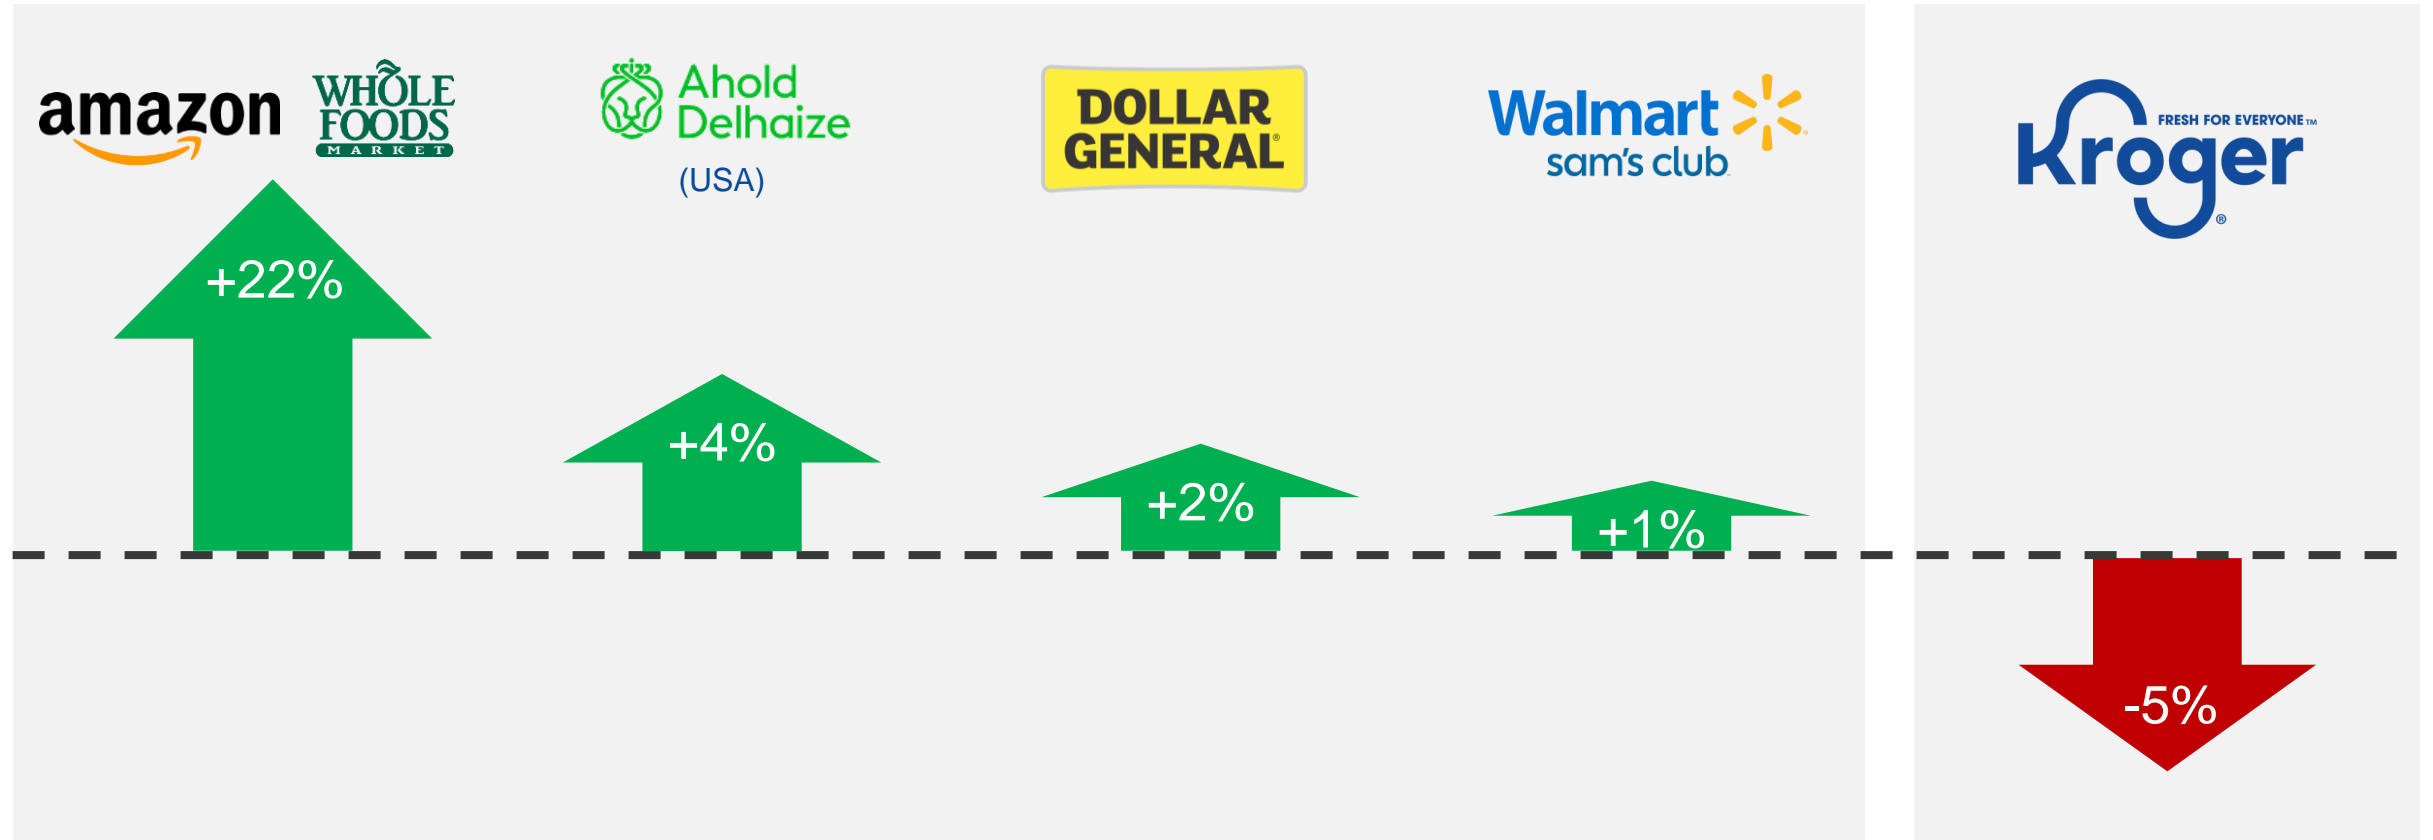 amazon
WHOLE
FOODS
MARKET
+22%
Ahold
Delhaize
(USA)
+4%
DOLLAR
GENERAL®
+2%
Walmart
sam's club
+1%
Kroger
FRESH FOR EVERYONE™
®
-5%